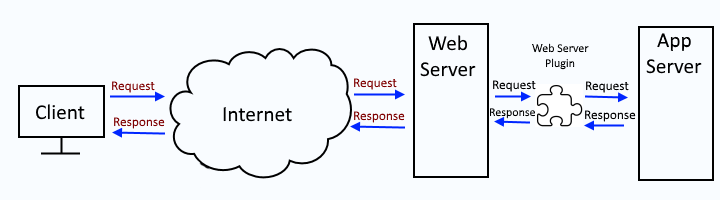 Client
Request
Response
Internet
Request
Response
Web
Server
Request
Response
Web Server
Plugin
Request
Response
App
Server